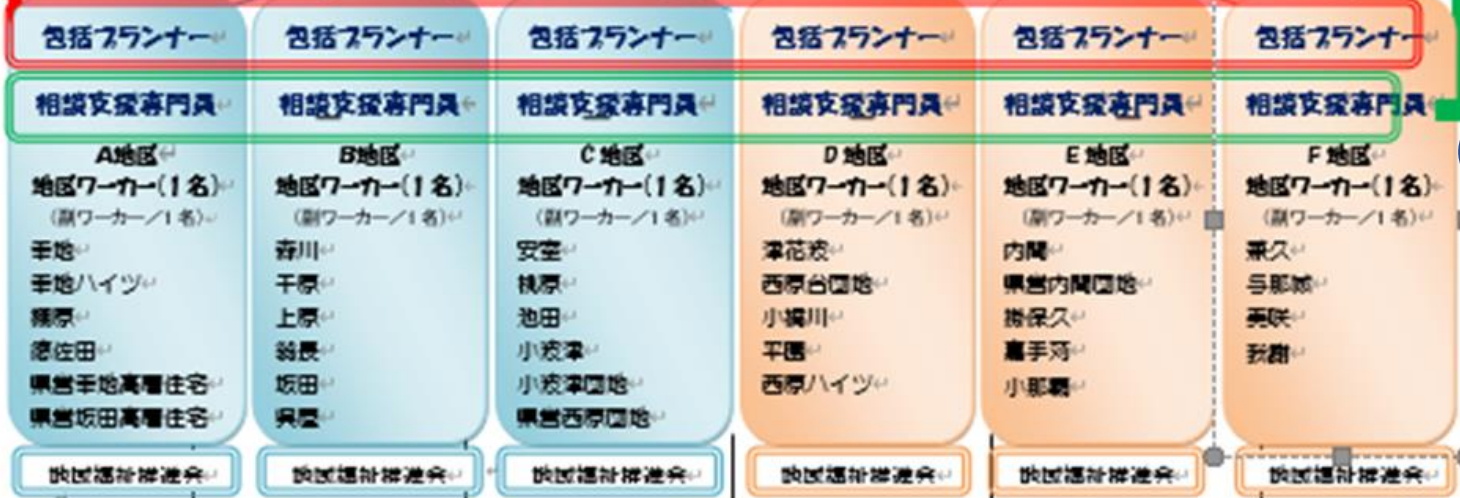 包括プランナー
相談支援専門員
A地区
地区ワーカー(1名)
(副ワーカー/1名)
幸地
幸地ハイツ
棚原
徳佐田
県営幸地高層住宅
県営坂田高層住宅
包括プランナー
相談支援専門員
B地区
地区ワーカー(1名)
(副ワーカー/1名)
森川
千原
上原
翁長
坂田
呉屋
包括プランナー
相談支援専門員
C地区
地区ワーカー(1名)
(副ワーカー/1名)
安室
桃原
池田
小波津
小波津団地
県営西原団地
包括プランナー
相談支援専門員
D地区
地区ワーカー(1名)
(副ワーカー/1名)
津花波
西原台団地
小橋川
平園
西原ハイツ
包括プランナー
相談支援専門員
E地区
地区ワーカー(1名)
(副ワーカー/1名)
内間
県営内間団地
掛保久
嘉手苅
小那覇
包括プランナー
相談支援専門員
F地区
地区ワーカー(1名)
(副ワーカー/1名)
兼久
与那城
美咲
我謝